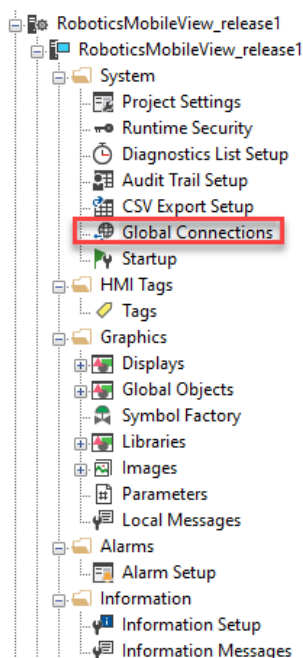 RoboticsMobileView_release1
RoboticsMobileView_release1
System
Project Settings
Runtime Security
Diagnostics List Setup
Audit Trail Setup
CSV Export Setup
Global Connections
Startup
HMI Tags
Tags
Graphics
Displays
Global Objects
Symbol Factory
Libraries
Images
Parameters
Local Messages
Alarms
Alarm Setup
Information
Information Setup
Information Messages